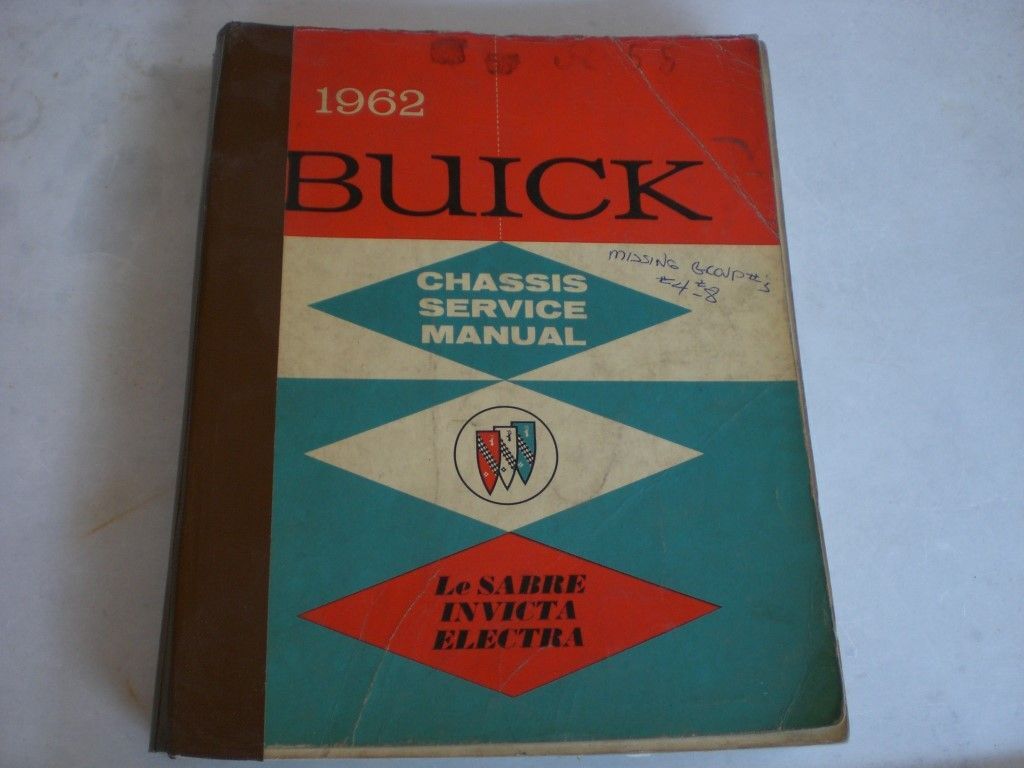 1962
BUICK
MISSING GROUP #'s
#4 - #8
CHASSIS
SERVICE
MANUAL
Le SABRE
INVICTA
ELECTRA